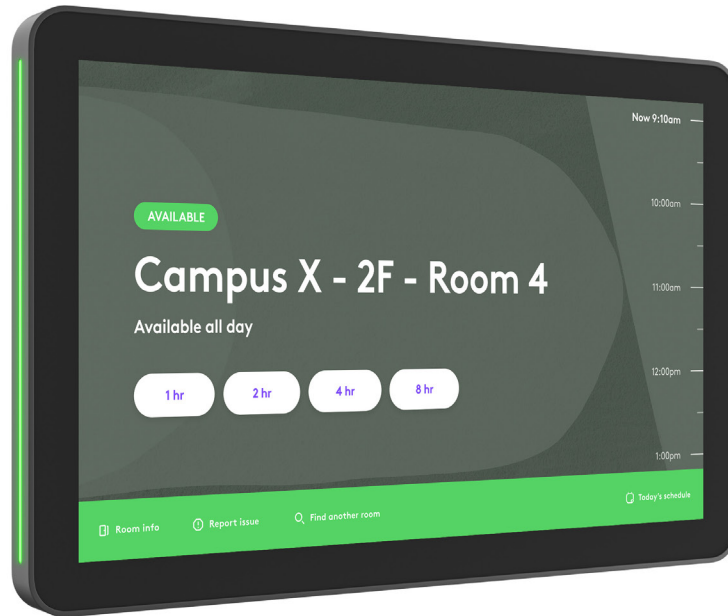 Now 9:10am
AVAILABLE
10:00am
Campus X - 2F - Room 4
11:00am
Available all day
12:00pm
1 hr 2 hr 4 hr 8 hr
1:00pm
Room info Report issue Find another room Today's schedule